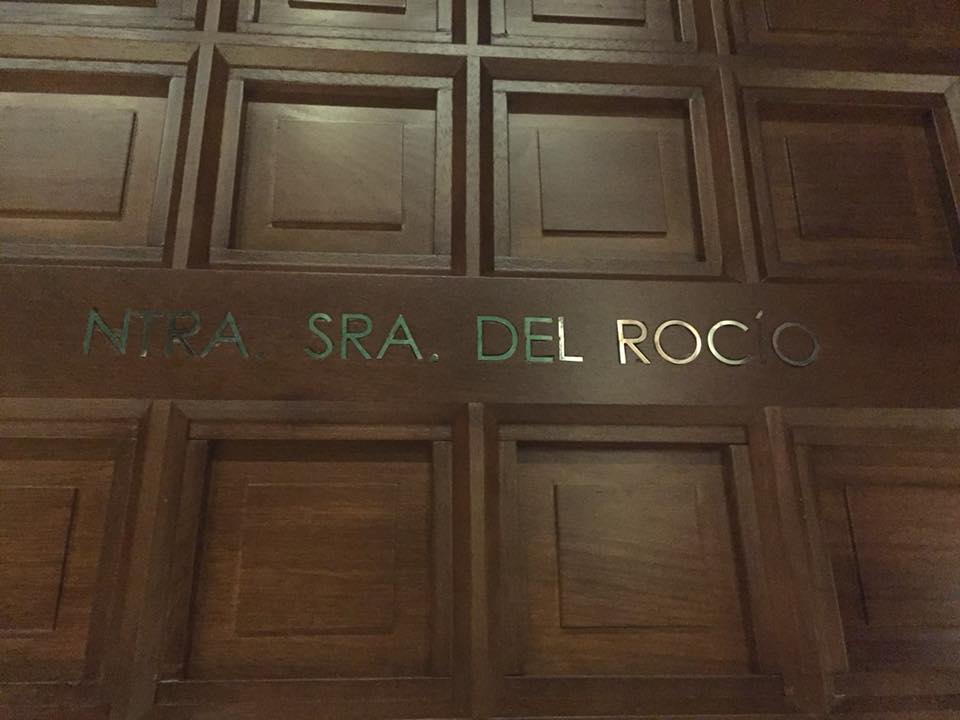 NTRA. SRA. DEL ROCÍO